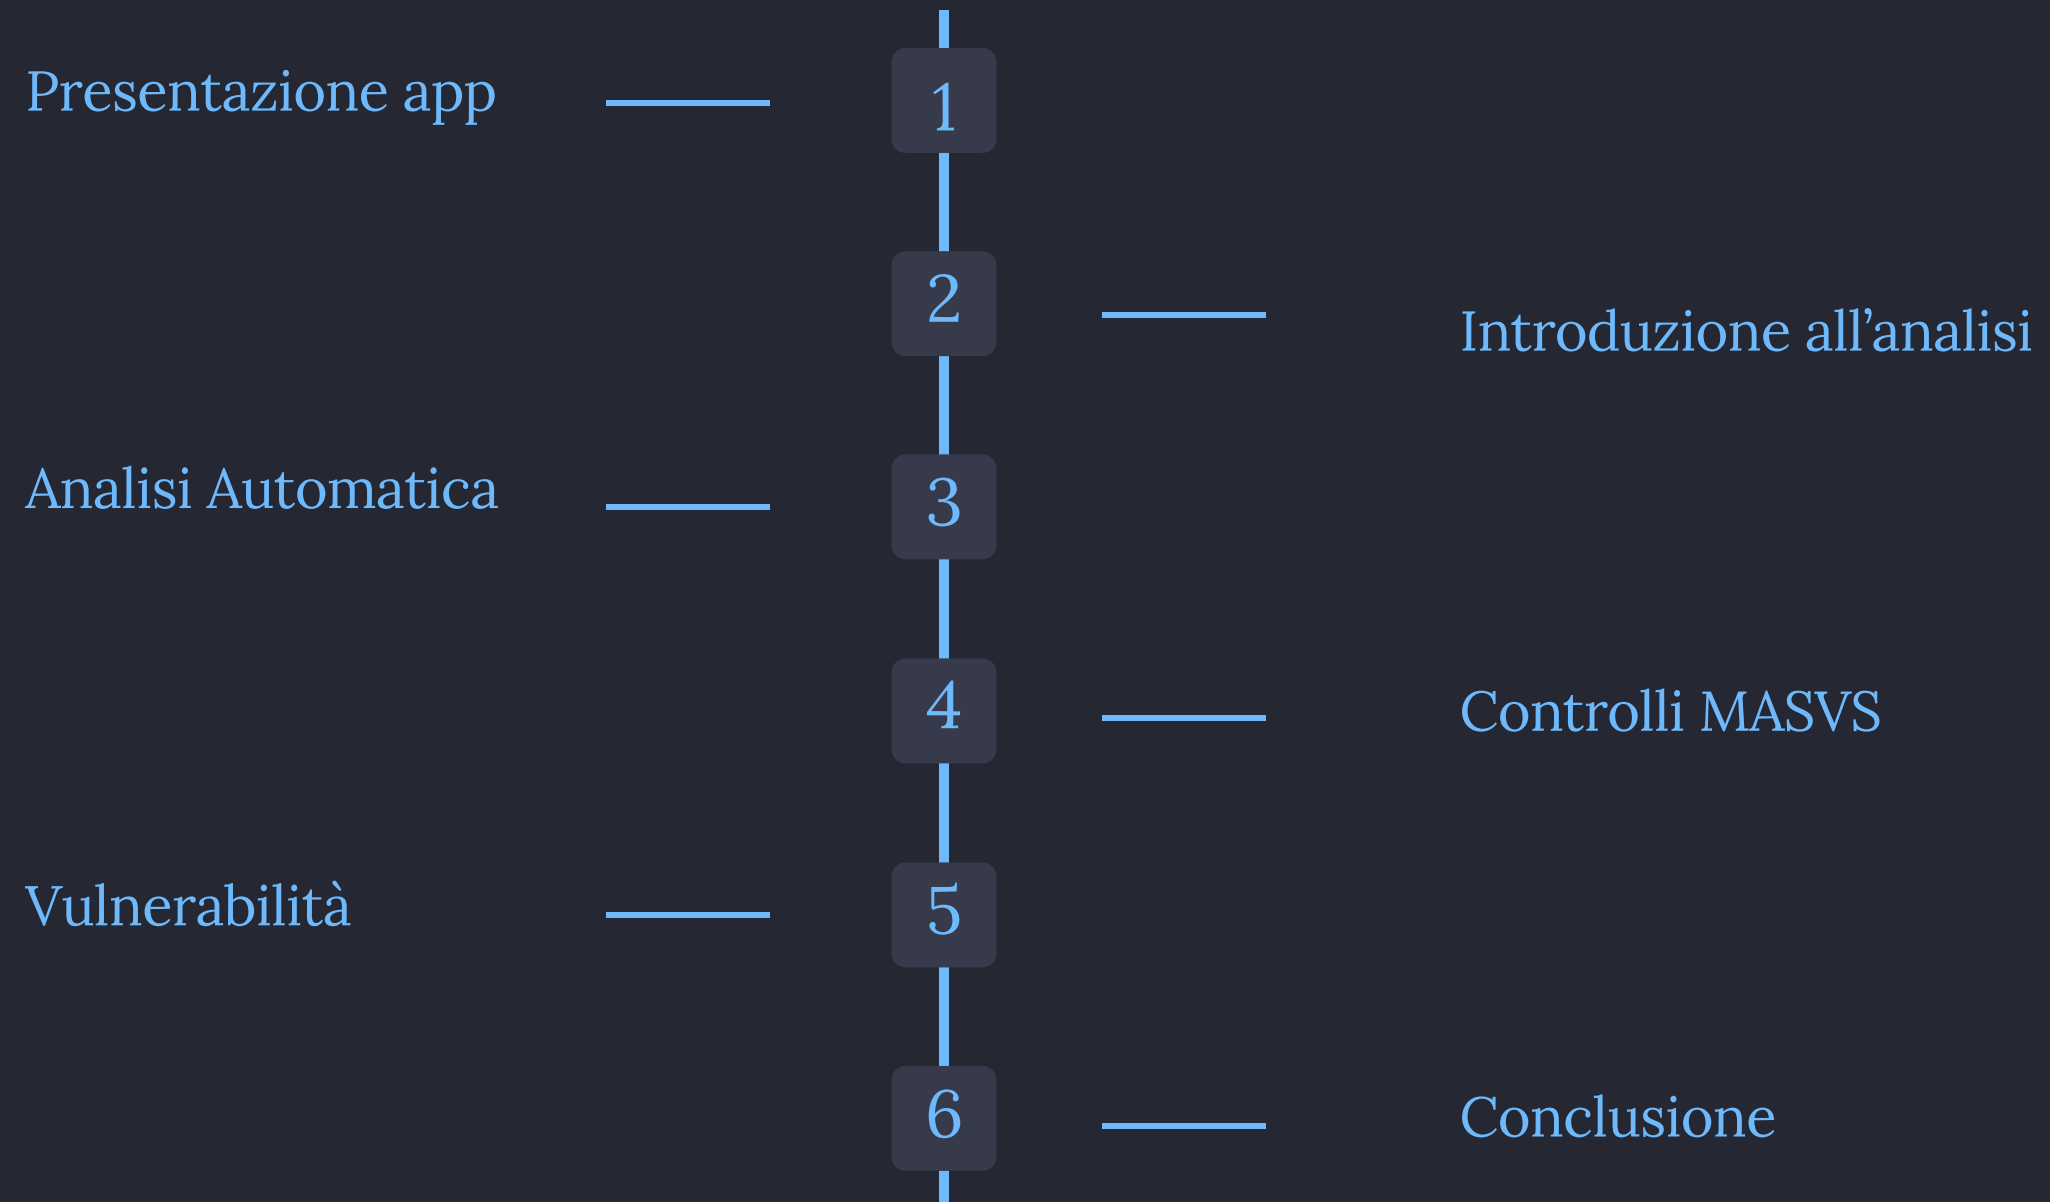 Presentazione app
1
2
Introduzione all’analisi
Analisi Automatica
3
4
Controlli MASVS
Vulnerabilità
5
6
Conclusione